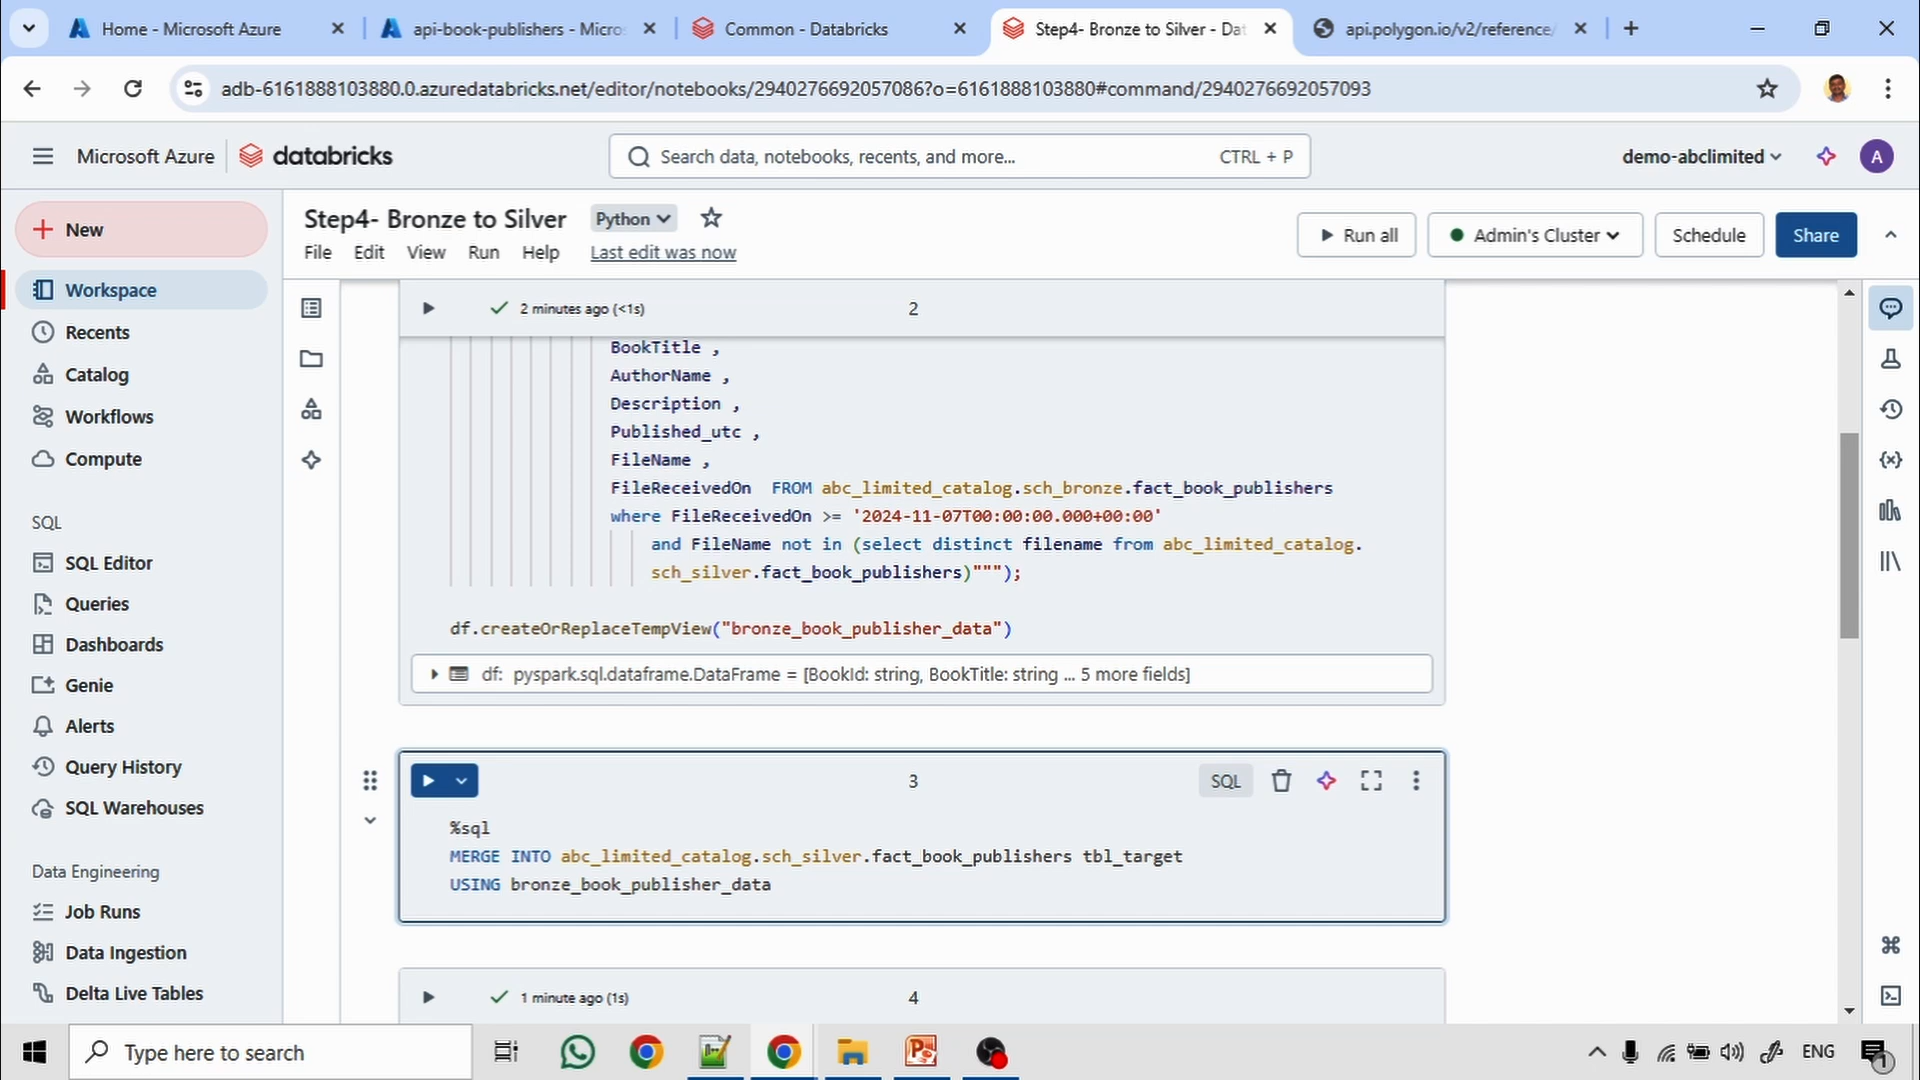 Home - Microsoft Azure
api-book-publishers - Micro
Common - Databricks
Step4- Bronze to Silver - Da
api.polygon.io/v2/reference/
adb-6161888103880.0.azuredatabricks.net/editor/notebooks/2940276692057086?o=6161888103880#command/2940276692057093
Microsoft Azure
databricks
Search data, notebooks, recents, and more...
CTRL + P
demo-abclimited
A
New
Workspace
Recents
Catalog
Workflows
Compute
SQL
SQL Editor
Queries
Dashboards
Genie
Alerts
Query History
SQL Warehouses
Data Engineering
Job Runs
Data Ingestion
Delta Live Tables
Step4- Bronze to Silver
Python
File
Edit
View
Run
Help
Last edit was now
Run all
Admin's Cluster
Schedule
Share
2 minutes ago (<1s)
2
BookTitle ,
AuthorName ,
Description ,
Published_utc ,
FileName ,
FileReceivedOn FROM abc_limited_catalog.sch_bronze.fact_book_publishers
where FileReceivedOn >= '2024-11-07T00:00:00.000+00:00'
and FileName not in (select distinct filename from abc_limited_catalog.
sch_silver.fact_book_publishers)""");
df.createOrReplaceTempView("bronze_book_publisher_data")
df: pyspark.sql.dataframe.DataFrame = [BookId: string, BookTitle: string ... 5 more fields]
3
SQL
%sql
MERGE INTO abc_limited_catalog.sch_silver.fact_book_publishers tbl_target
USING bronze_book_publisher_data
1 minute ago (1s)
4
Type here to search
ENG
1